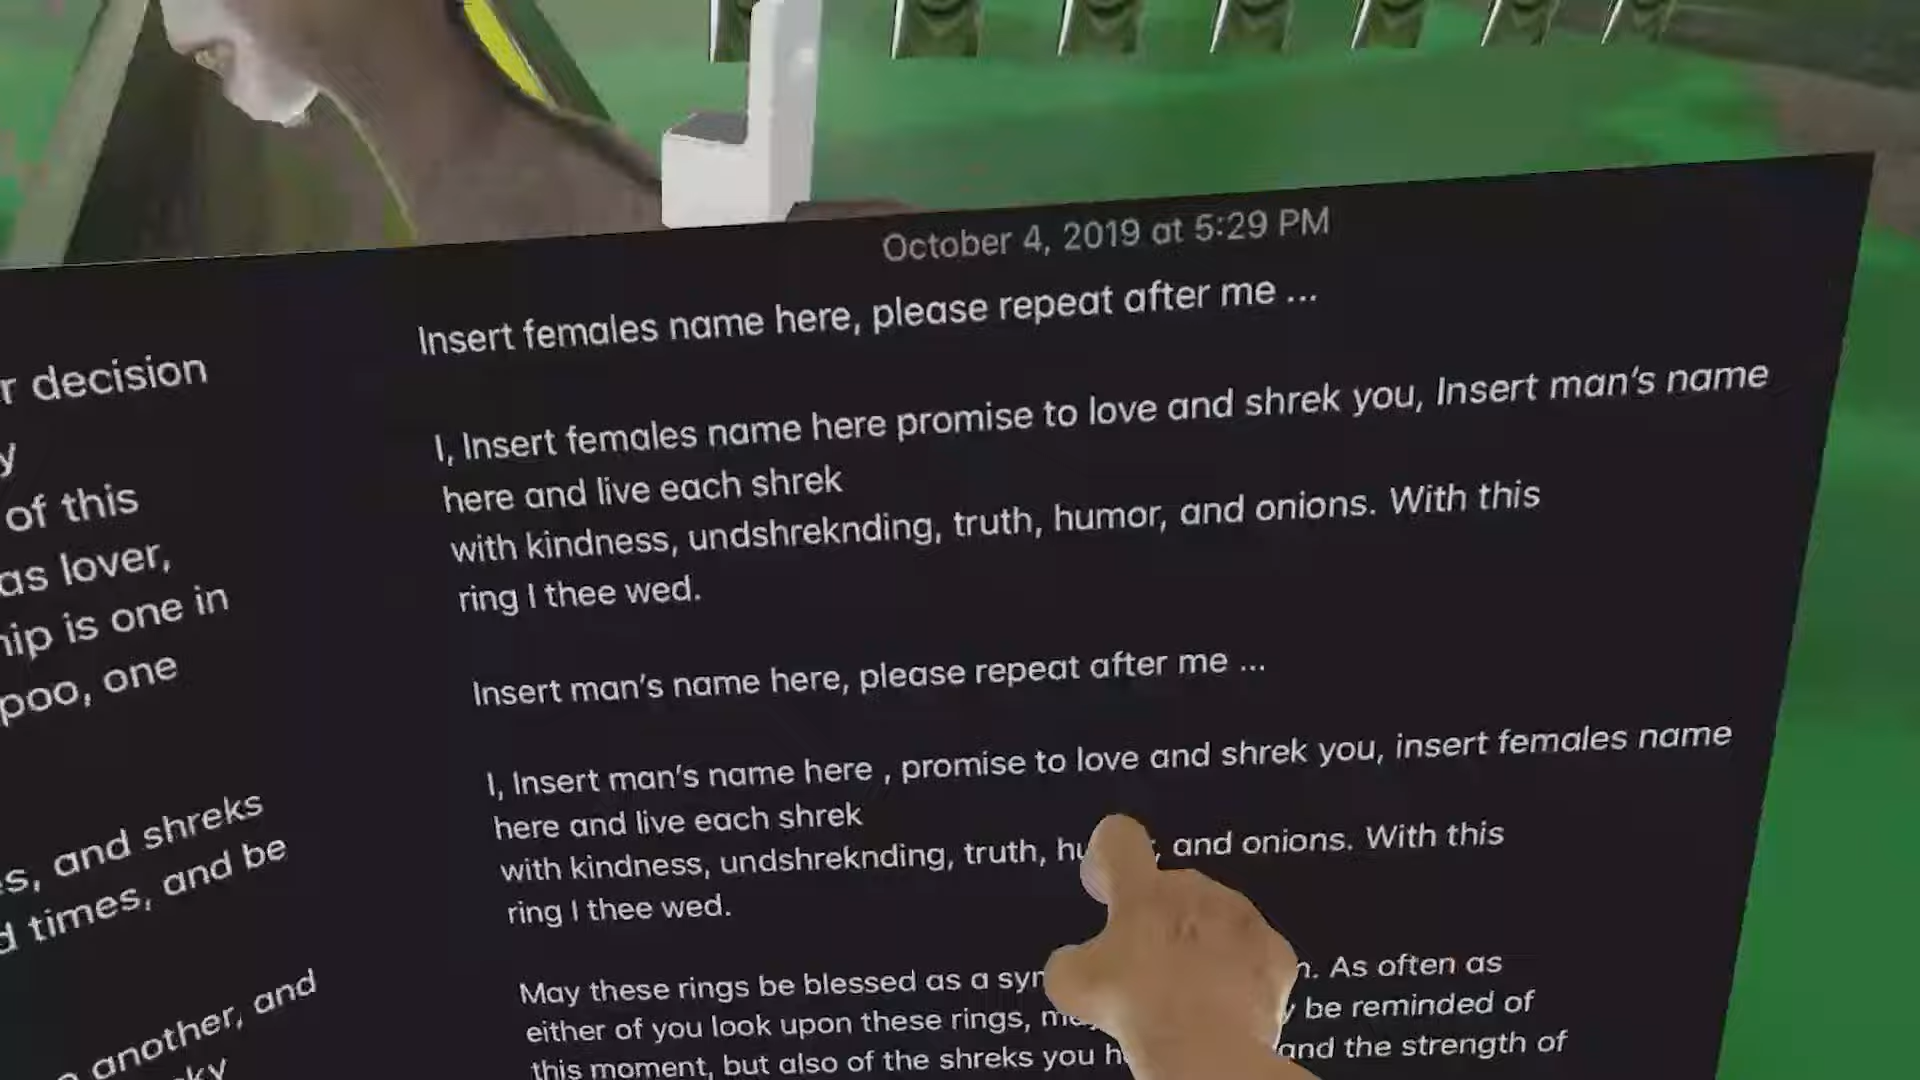 r decision
y
of this
as lover,
hip is one in
poo, one
s, and shreks
d times, and be
another, and
ky
October 4, 2019 at 5:29 PM
Insert females name here, please repeat after me ...
I, Insert females name here promise to love and shrek you, Insert man's name
here and live each shrek
with kindness, undshreknding, truth, humor, and onions. With this
ring I thee wed.
Insert man's name here, please repeat after me ...
I, Insert man's name here , promise to love and shrek you, insert females name
here and live each shrek
with kindness, undshreknding, truth, hu , and onions. With this
ring I thee wed.
May these rings be blessed as a syn. As often as
either of you look upon these rings, may be reminded of
this moment, but also of the shreks you h and the strength of